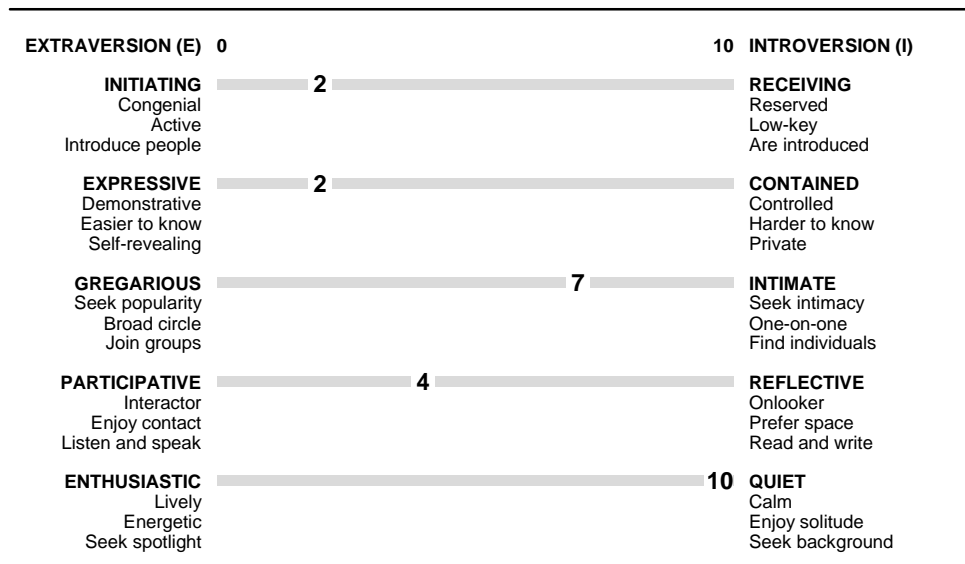 EXTRAVERSION (E) 0 10 INTROVERSION (I)
INITIATING 2 RECEIVING
Congenial Reserved
Active Low-key
Introduce people Are introduced
EXPRESSIVE 2 CONTAINED
Demonstrative Controlled
Easier to know Harder to know
Self-revealing Private
GREGARIOUS 7 INTIMATE
Seek popularity Seek intimacy
Broad circle One-on-one
Join groups Find individuals
PARTICIPATIVE 4 REFLECTIVE
Interactor Onlooker
Enjoy contact Prefer space
Listen and speak Read and write
ENTHUSIASTIC 10 QUIET
Lively Calm
Energetic Enjoy solitude
Seek spotlight Seek background